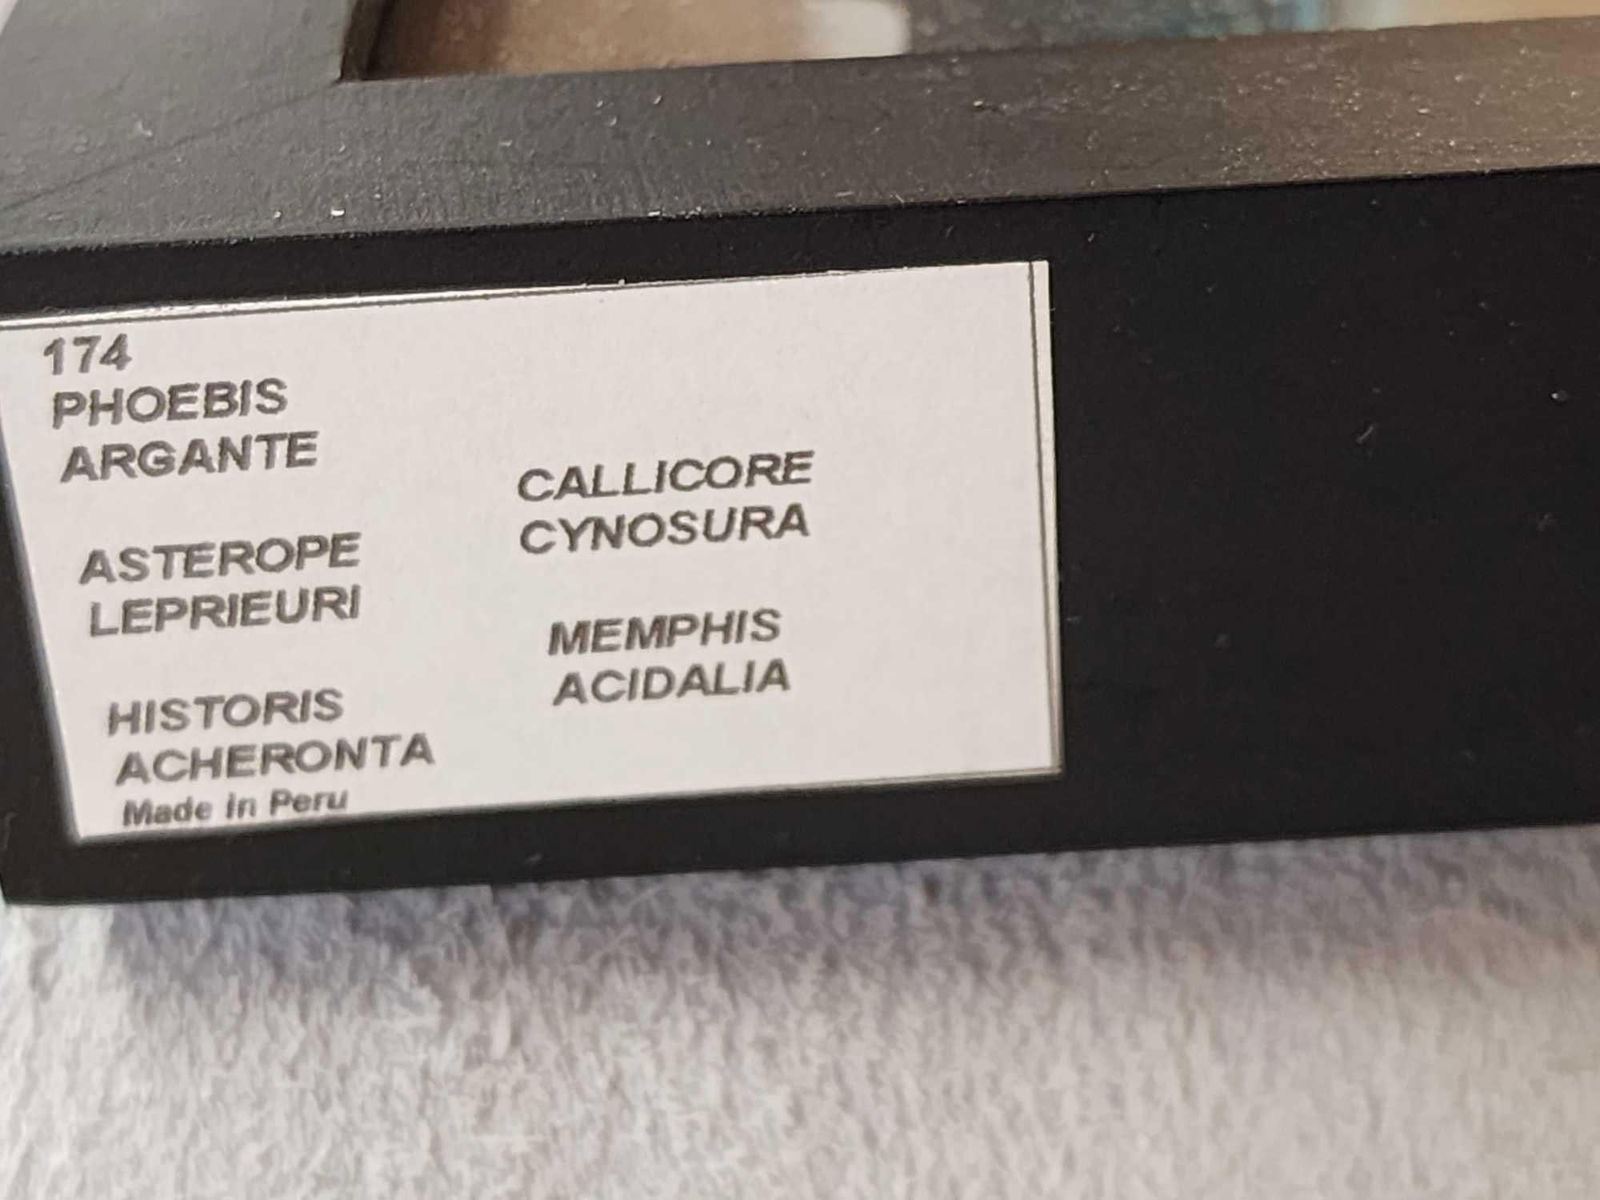 174
PHOEBIS
ARGANTE
ASTEROPE
LEPRIEURI
HISTORIS
ACHERONTA
Made in Peru
CALLICORE
CYNOSURA
MEMPHIS
ACIDALIA